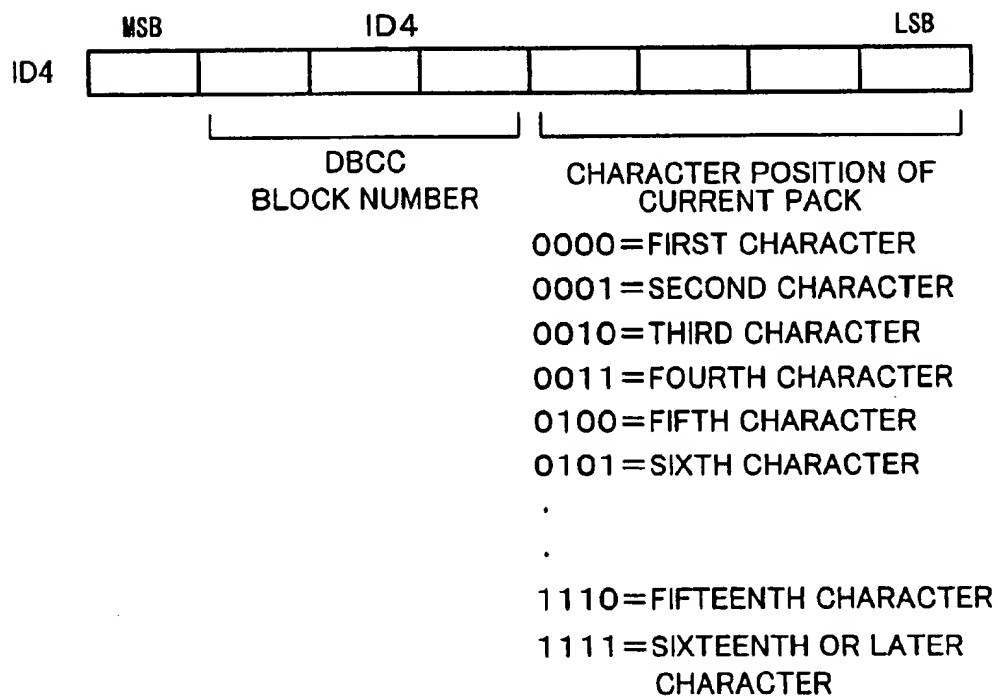 MSB ID4 LSB
ID4
DBCC
BLOCK NUMBER
CHARACTER POSITION OF
CURRENT PACK
0000=FIRST CHARACTER
0001=SECOND CHARACTER
0010=THIRD CHARACTER
0011=FOURTH CHARACTER
0100=FIFTH CHARACTER
0101=SIXTH CHARACTER
.
.
1110=FIFTEENTH CHARACTER
1111=SIXTEENTH OR LATER
CHARACTER